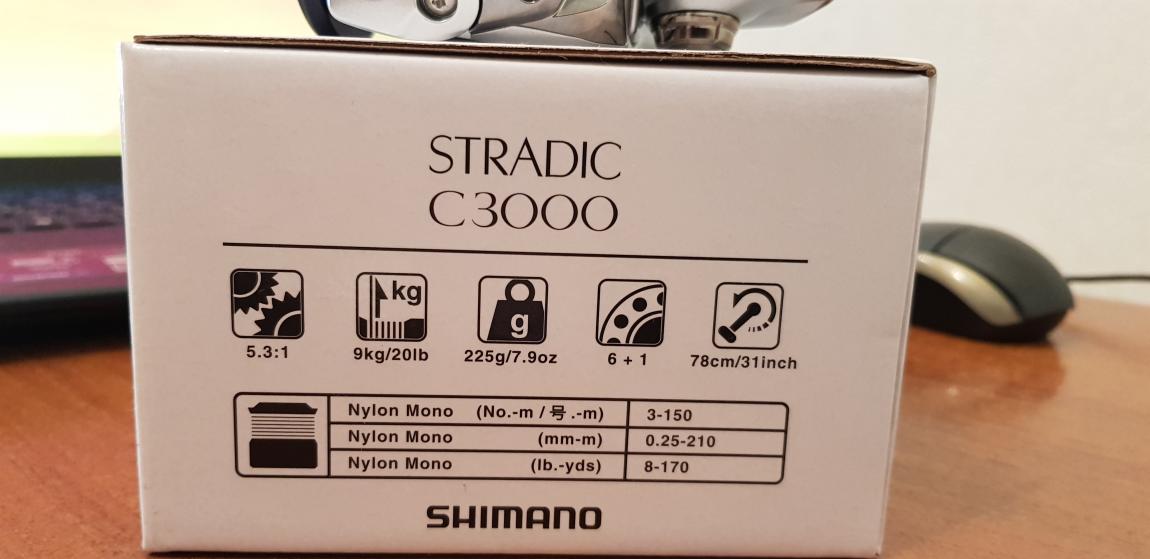 STRADIC
C3000
kg
g
5.3:1 9kg/20lb 225g/7.9oz 6 + 1 78cm/31inch
Nylon Mono (No.-m / 号.-m) 3-150
Nylon Mono (mm-m) 0.25-210
Nylon Mono (lb.-yds) 8-170
SHIMANO